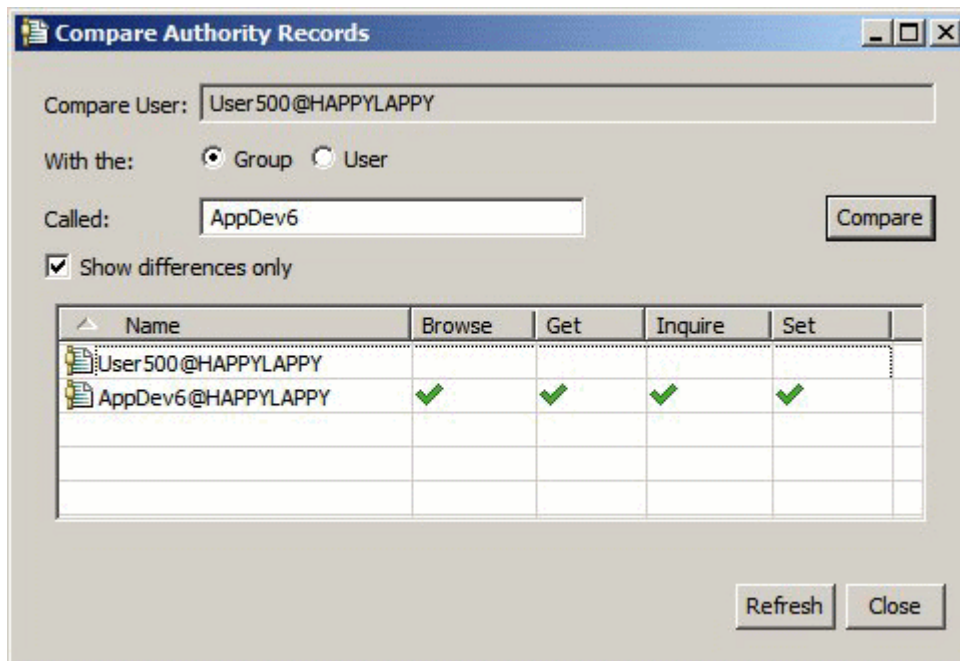 Compare Authority Records
Compare User: User500@HAPPYLAPPY
With the: Group User
Called: AppDev6 Compare
Show differences only
Name Browse Get Inquire Set
User500@HAPPYLAPPY
AppDev6@HAPPYLAPPY
Refresh Close